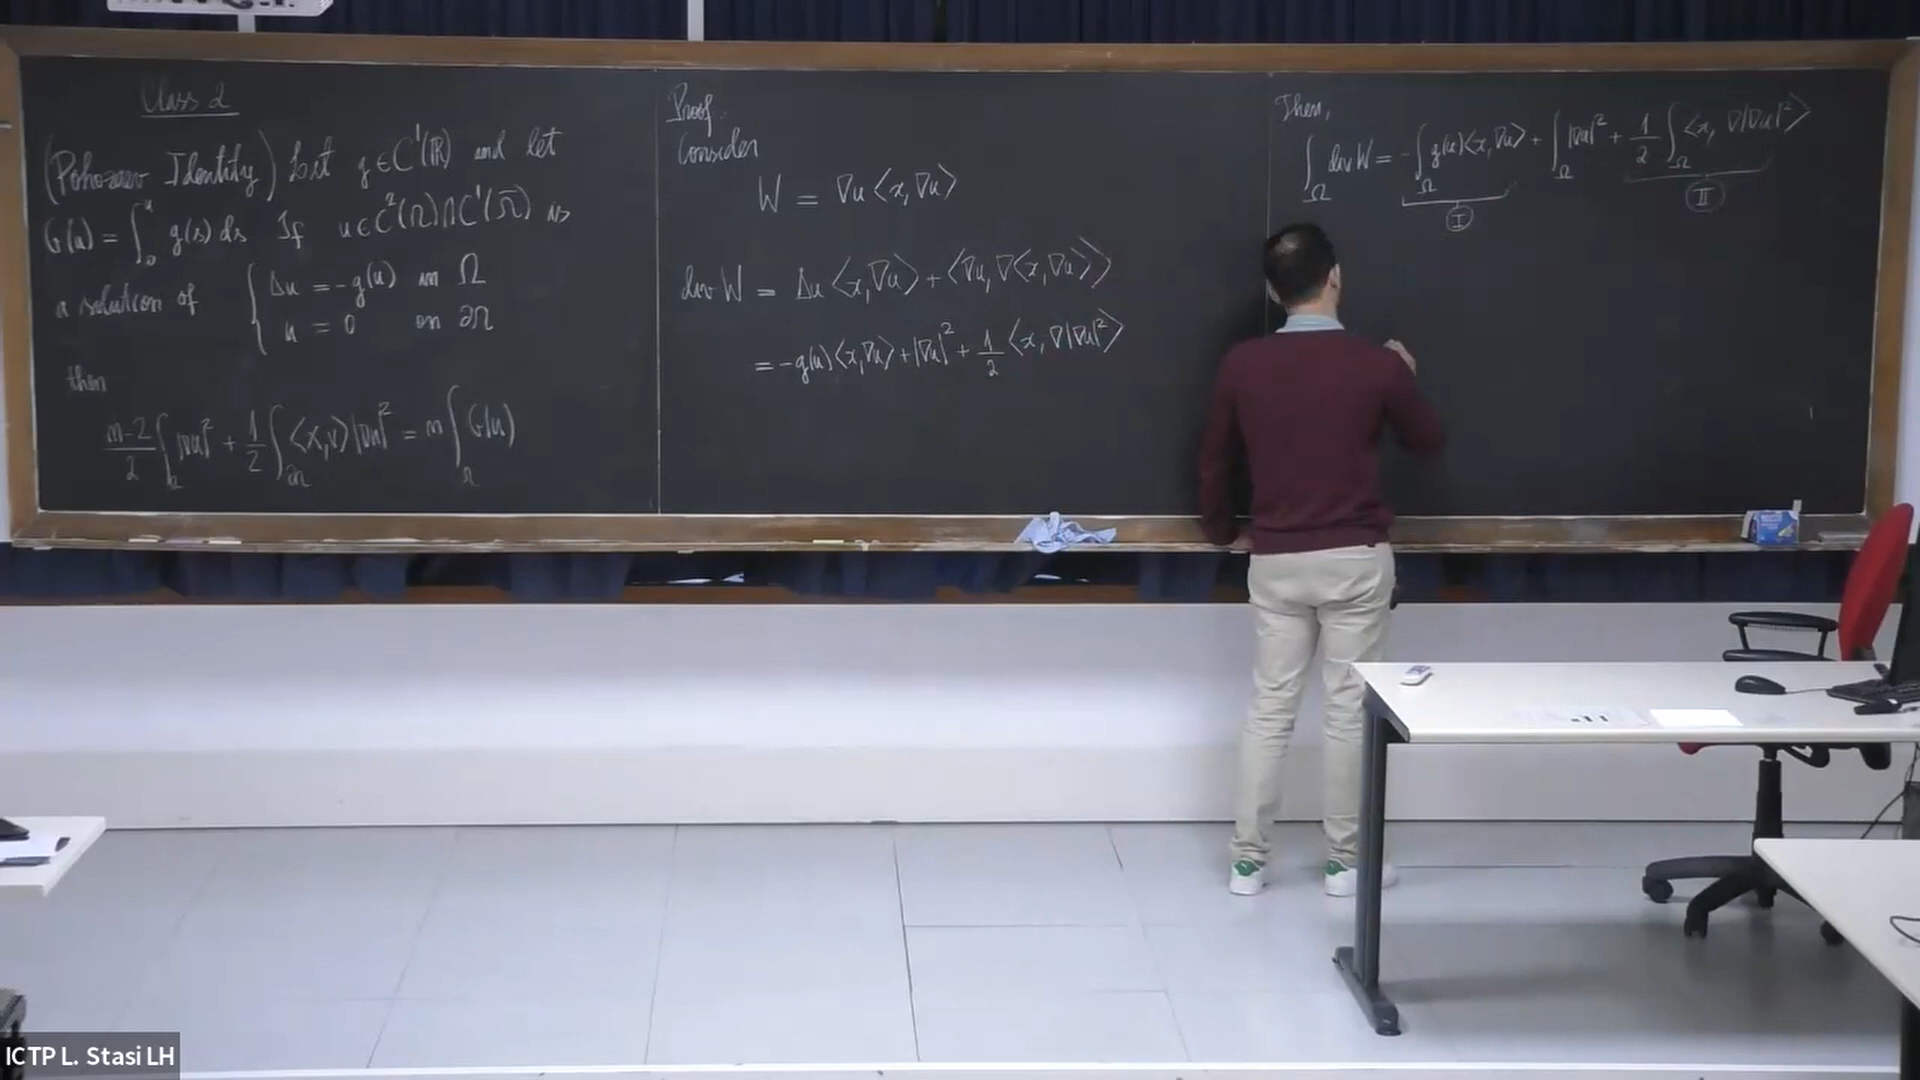 Class 2
(Pohozaev Identity) Let g ∈ C¹(ℝ) and let
G(u) = ∫₀ᵘ g(s) ds If u ∈ C²(Ω)∩C¹(Ω̄) is
a solution of { Δu = -g(u) in Ω
u = 0 on ∂Ω
then
m-2/2 ∫_Ω |∇u|² + 1/2 ∫_∂Ω ⟨x,ν⟩|∇u|² = m ∫_Ω G(u)
Proof.
Consider
W = ∇u⟨x,∇u⟩
div W = Δu⟨x,∇u⟩ + ⟨∇u,∇⟨x,∇u⟩⟩
= -g(u)⟨x,∇u⟩ + |∇u|² + 1/2 ⟨x, ∇|∇u|²⟩
Then,
∫_Ω div W = -∫_Ω g(u)⟨x,∇u⟩ + ∫_Ω |∇u|² + 1/2 ∫_Ω ⟨x, ∇|∇u|²⟩
I II
ICTP L. Stasi LH